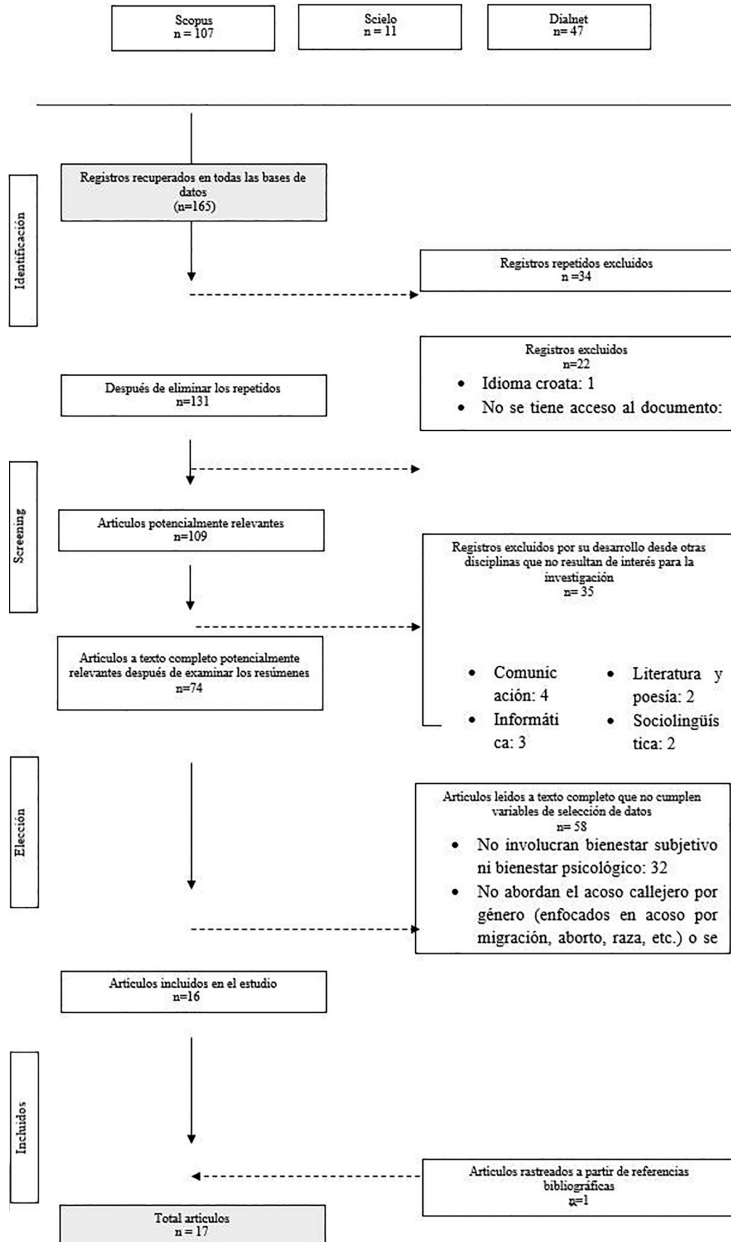 Scopus
n = 107
Scielo
n = 11
Dialnet
n= 47
Identificación
Registros recuperados en todas las bases de
datos
(n=165)
Registros repetidos excluidos
n =34
Registros excluidos
n=22
• Idioma croata: 1
• No se tiene acceso al documento:
Después de eliminar los repetidos
n=131
Screening
Artículos potencialmente relevantes
n=109
Registros excluidos por su desarrollo desde otras
disciplinas que no resultan de interés para la
investigación
n= 35
• Comunic
ación: 4
• Informáti
ca: 3
• Literatura y
poesía: 2
• Sociolingüís
tica: 2
Artículos a texto completo potencialmente
relevantes después de examinar los resúmenes
n=74
Elección
Artículos leídos a texto completo que no cumplen
variables de selección de datos
n= 58
• No involucran bienestar subjetivo
ni bienestar psicológico: 32
• No abordan el acoso callejero por
género (enfocados en acoso por
migración, aborto, raza, etc.) o se
Artículos incluidos en el estudio
n=16
Incluidos
Artículos rastreados a partir de referencias
bibliográficas
n=1
Total artículos
n = 17